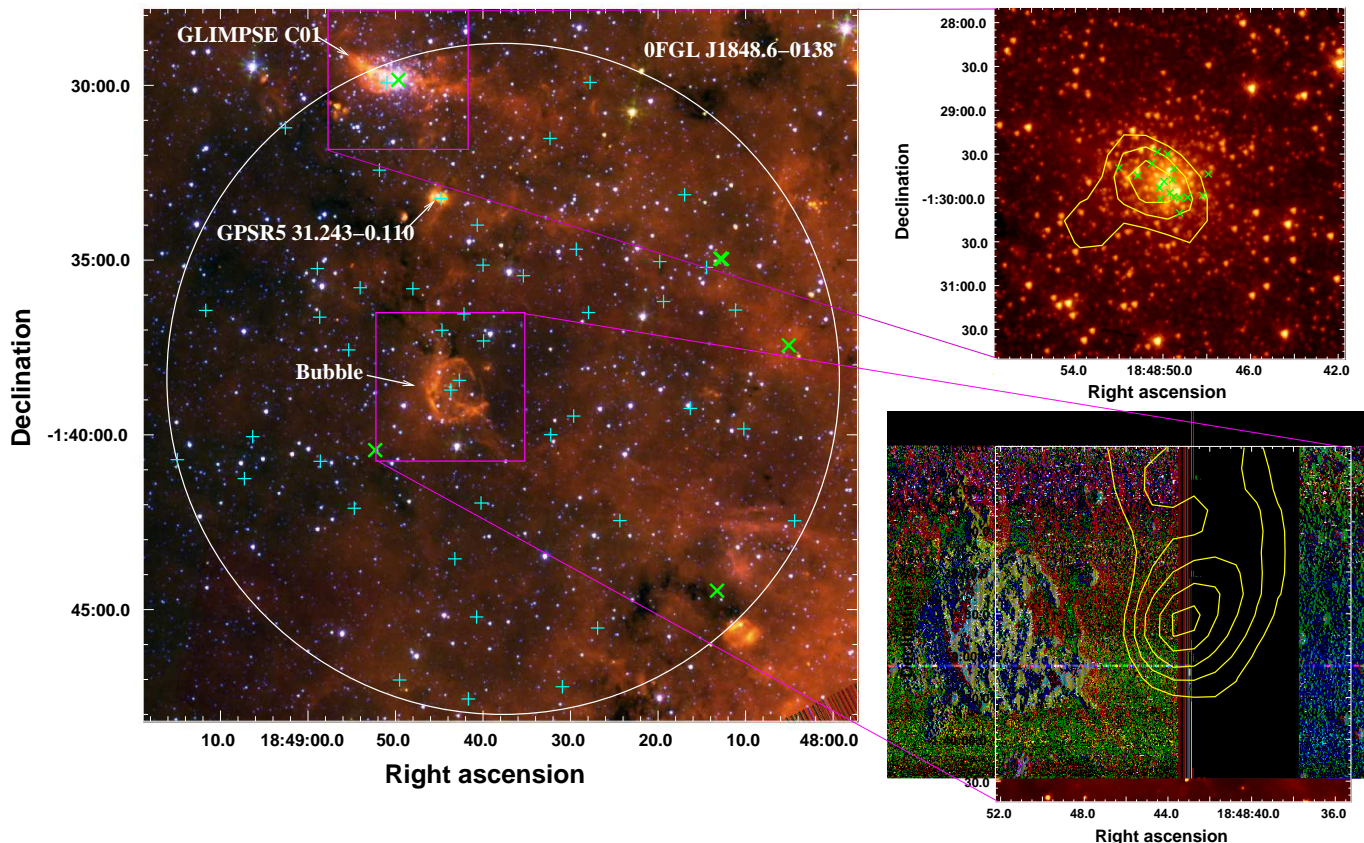 GLIMPSE C01
0FGL J1848.6−0138
GPSR5 31.243−0.110
Bubble
30:00.0
35:00.0
-1:40:00.0
45:00.0
Declination
10.0 18:49:00.0 50.0 40.0 30.0 20.0 10.0 48:00.0
Right ascension
28:00.0
30.0
29:00.0
30.0
-1:30:00.0
30.0
31:00.0
30.0
Declination
54.0 18:48:50.0 46.0 42.0
Right ascension
30.0
52.0 48.0 44.0 18:48:40.0 36.0
Right ascension